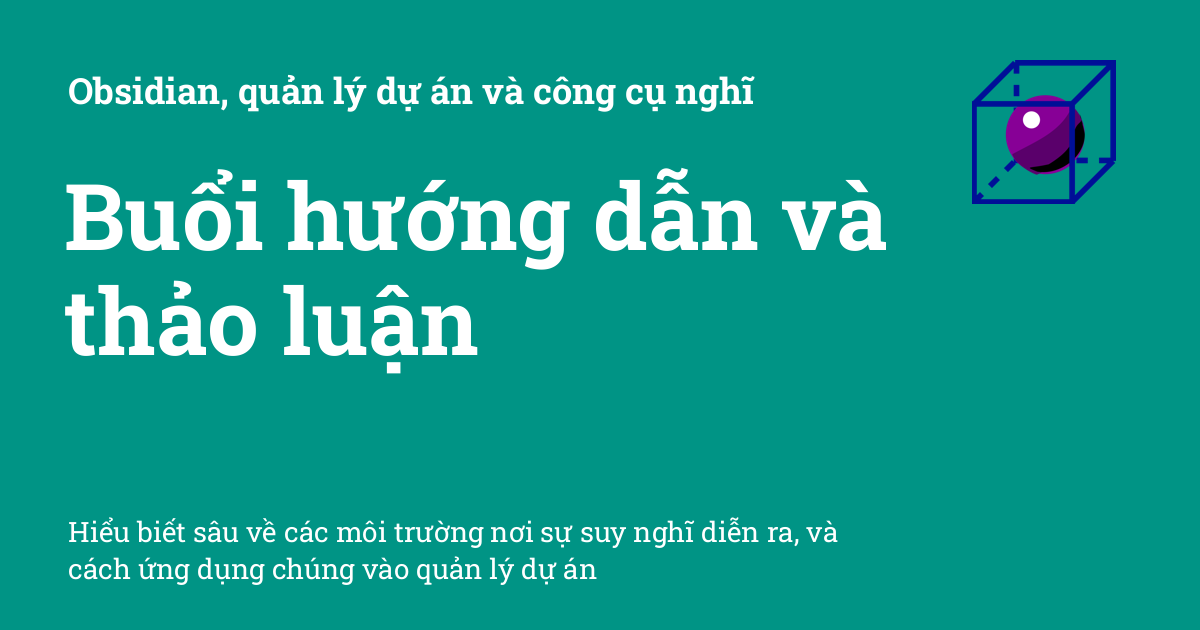 Obsidian, quản lý dự án và công cụ nghĩ
Buổi hướng dẫn và
thảo luận
Hiểu biết sâu về các môi trường nơi sự suy nghĩ diễn ra, và
cách ứng dụng chúng vào quản lý dự án